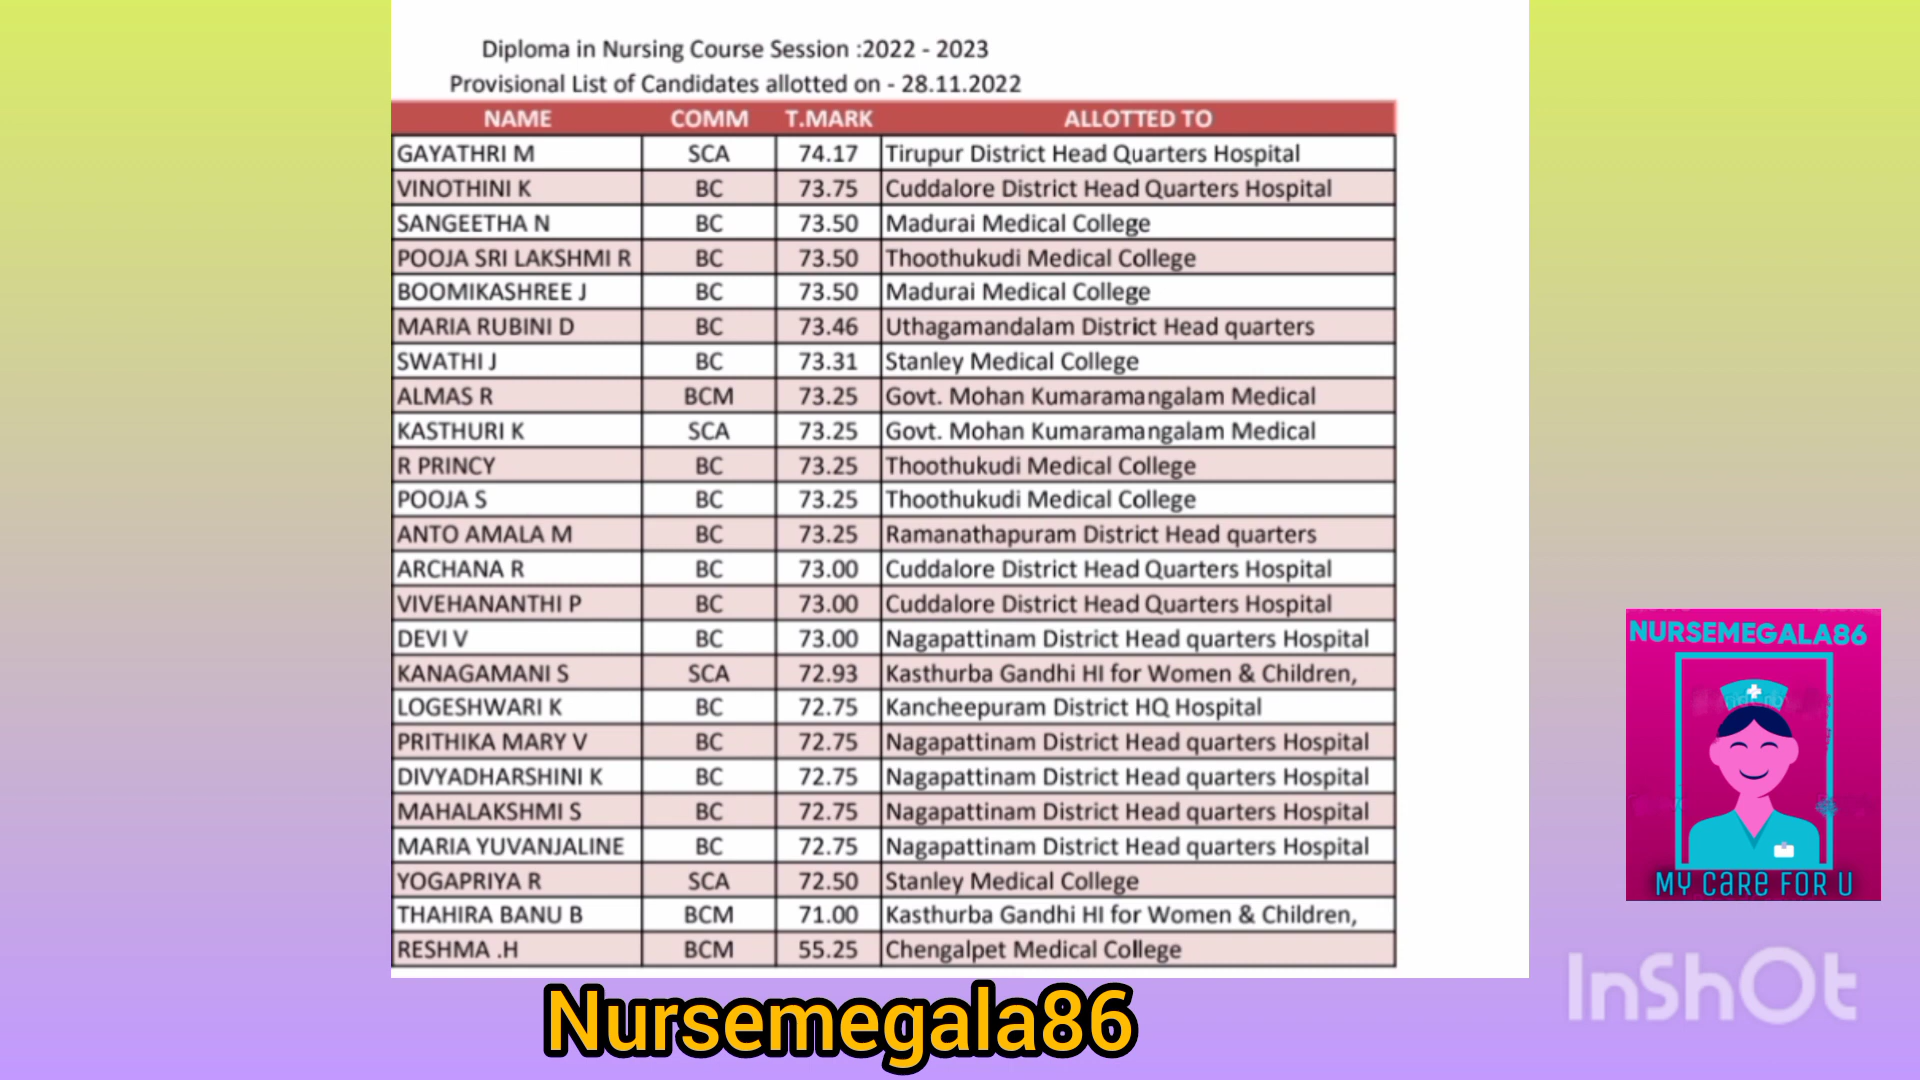 Diploma in Nursing Course Session :2022 - 2023
Provisional List of Candidates allotted on - 28.11.2022
NAME COMM T.MARK ALLOTTED TO
GAYATHRI M SCA 74.17 Tirupur District Head Quarters Hospital
VINOTHINI K BC 73.75 Cuddalore District Head Quarters Hospital
SANGEETHA N BC 73.50 Madurai Medical College
POOJA SRI LAKSHMI R BC 73.50 Thoothukudi Medical College
BOOMIKASHREE J BC 73.50 Madurai Medical College
MARIA RUBINI D BC 73.46 Uthagamandalam District Head quarters
SWATHI J BC 73.31 Stanley Medical College
ALMAS R BCM 73.25 Govt. Mohan Kumaramangalam Medical
KASTHURI K SCA 73.25 Govt. Mohan Kumaramangalam Medical
R PRINCY BC 73.25 Thoothukudi Medical College
POOJA S BC 73.25 Thoothukudi Medical College
ANTO AMALA M BC 73.25 Ramanathapuram District Head quarters
ARCHANA R BC 73.00 Cuddalore District Head Quarters Hospital
VIVEHANANTHI P BC 73.00 Cuddalore District Head Quarters Hospital
DEVI V BC 73.00 Nagapattinam District Head quarters Hospital
KANAGAMANI S SCA 72.93 Kasthurba Gandhi HI for Women & Children,
LOGESHWARI K BC 72.75 Kancheepuram District HQ Hospital
PRITHIKA MARY V BC 72.75 Nagapattinam District Head quarters Hospital
DIVYADHARSHINI K BC 72.75 Nagapattinam District Head quarters Hospital
MAHALAKSHMI S BC 72.75 Nagapattinam District Head quarters Hospital
MARIA YUVANJALINE BC 72.75 Nagapattinam District Head quarters Hospital
YOGAPRIYA R SCA 72.50 Stanley Medical College
THAHIRA BANU B BCM 71.00 Kasthurba Gandhi HI for Women & Children,
RESHMA .H BCM 55.25 Chengalpet Medical College
NURSEMEGALA86
MY CARE FOR U
InShOt
Nursemegala86